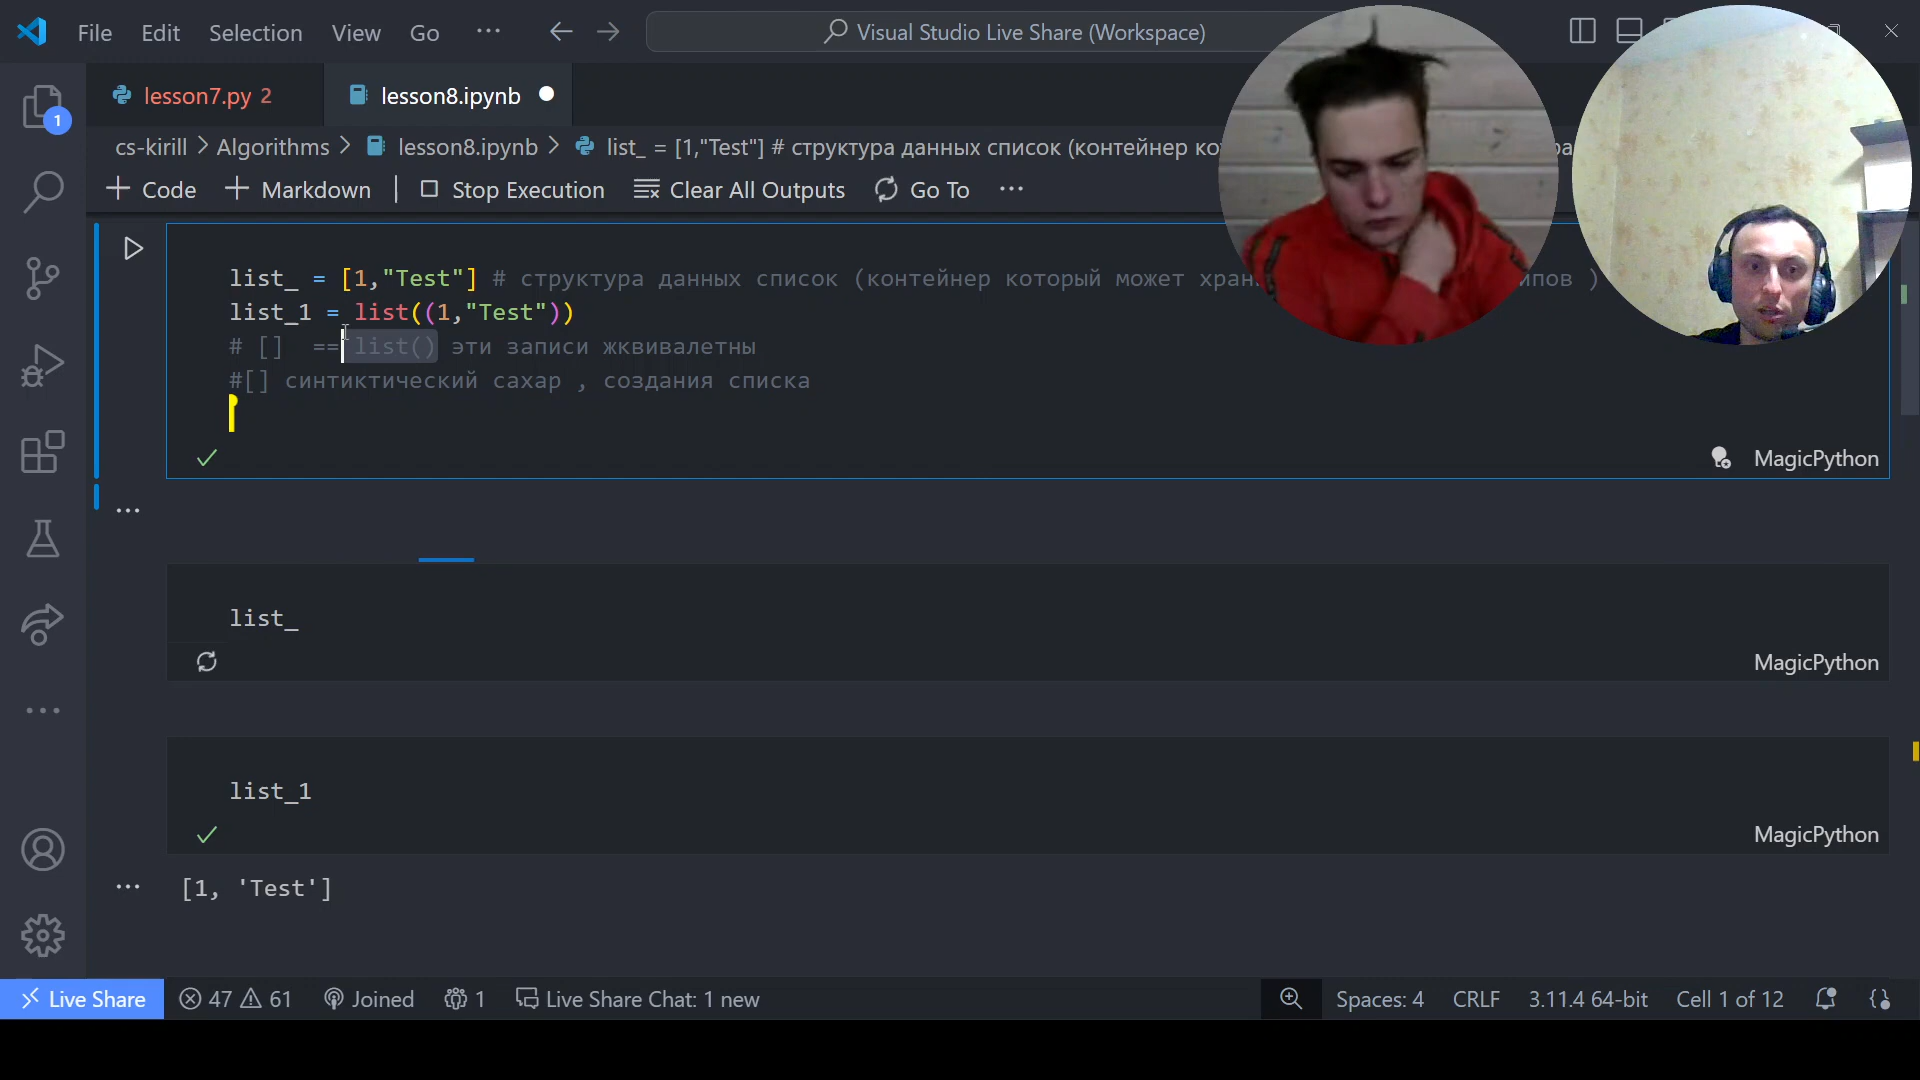 File Edit Selection View Go ... Visual Studio Live Share (Workspace)
lesson7.py 2 lesson8.ipynb
cs-kirill > Algorithms > lesson8.ipynb > list_ = [1,"Test"] # структура данных список (контейнер
+ Code + Markdown | Stop Execution Clear All Outputs Go To ...
1
list_ = [1,"Test"] # структура данных список (контейнер который может )
list_1 = list((1,"Test"))
# [] == list() эти записи жквивалетны
#[] синтиктический сахар , создания списка
MagicPython
...
list_
MagicPython
list_1
MagicPython
... [1, 'Test']
Live Share 47 61 Joined 1 Live Share Chat: 1 new Spaces: 4 CRLF 3.11.4 64-bit Cell 1 of 12